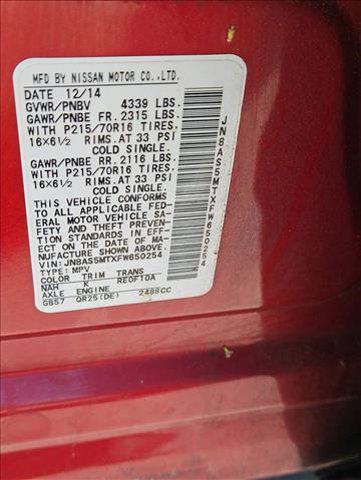 MFD BY NISSAN MOTOR CO.,LTD.
DATE 12/14
GVWR/PNBV 4339 LBS.
GAWR/PNBE FR. 2315 LBS.
WITH P215/70R16 TIRES.
16X6½ RIMS.AT 33 PSI
COLD SINGLE.
GAWR/PNBE RR. 2116 LBS.
WITH P215/70R16 TIRES.
16X6½ RIMS.AT 33 PSI
COLD SINGLE.
THIS VEHICLE CONFORMS
TO ALL APPLICABLE FED-
ERAL MOTOR VEHICLE SA-
FETY AND THEFT PREVEN-
TION STANDARDS IN EFF-
ECT ON THE DATE OF MA-
NUFACTURE SHOWN ABOVE.
VIN:JN8AS5MTXFW650254
TYPE:MPV
COLOR TRIM TRANS
NAH K RE0F10A
AXLE ENGINE
GB57 QR25(DE) 2488CC
JN8AS5MTXFW650254